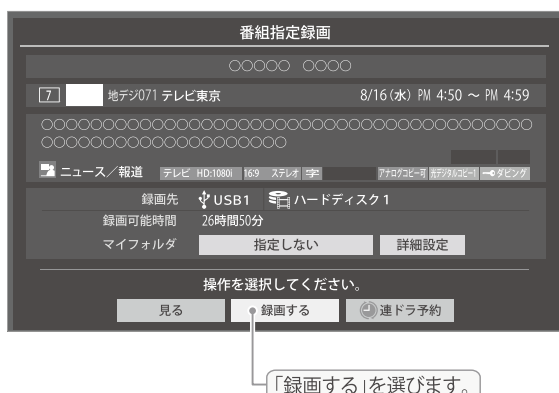 番組指定録画
○○○○○ ○○○○
7 地デジ071 テレビ東京 8/16(水) PM 4:50 ～ PM 4:59
○○○○○○○○○○○○○○○○○○○○○○○○○○○○○○○○○○○○○○○○
○○○○○○○○○○○○○○○○○○○○
ニュース／報道 テレビ HD:1080i 16:9 ステレオ 字 アナログコピー可 光デジタルコピー1 ダビング
録画先 USB1 ハードディスク1
録画可能時間 26時間50分
マイフォルダ 指定しない 詳細設定
操作を選択してください。
見る 録画する 連ドラ予約
「録画する」を選びます。